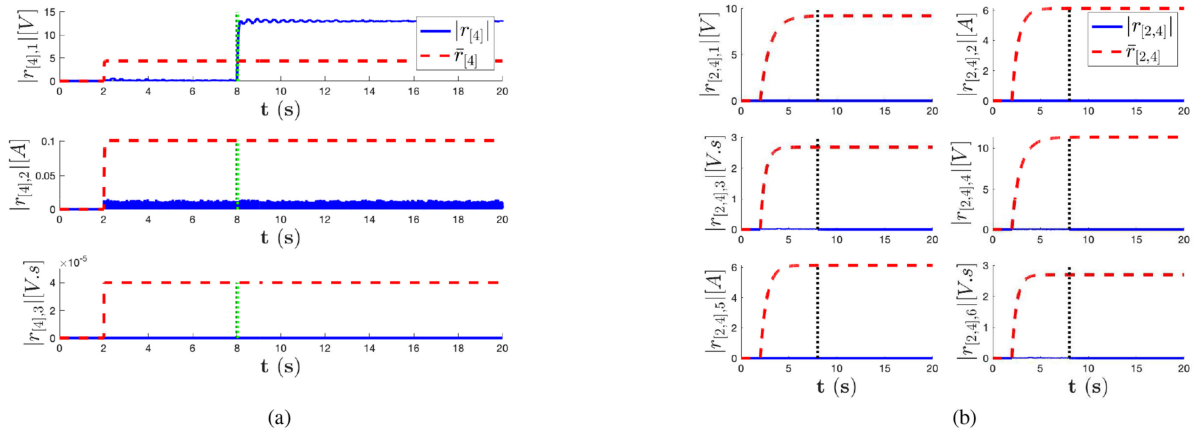 |r[4],1|[V]
15
10
5
0
0 2 4 6 8 10 12 14 16 18 20
t (s)
|r[4]|
r̄[4]
|r[4],2|[A]
0.1
0.05
0
0 2 4 6 8 10 12 14 16 18 20
t (s)
|r[4],3|[V.s]
×10-5
4
2
0
0 2 4 6 8 10 12 14 16 18 20
t (s)
(a)
|r[2,4],1|[V]
10
5
0
0 5 10 15 20
|r[2,4],2|[A]
6
4
2
0
0 5 10 15 20
|r[2,4]|
r̄[2,4]
|r[2,4],3|[V.s]
3
2
1
0
0 5 10 15 20
|r[2,4],4|[V]
10
5
0
0 5 10 15 20
|r[2,4],5|[A]
6
4
2
0
0 5 10 15 20
t (s)
|r[2,4],6|[V.s]
3
2
1
0
0 5 10 15 20
t (s)
(b)